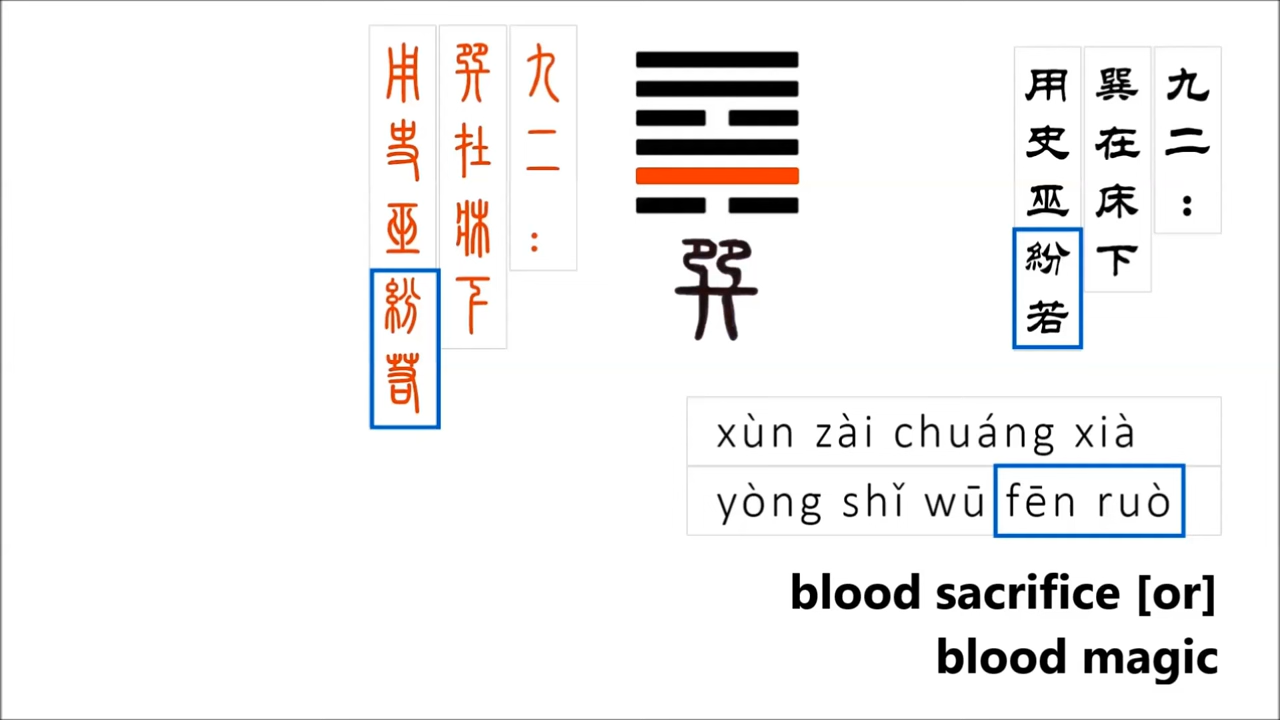 九二：
巽在牀下
用史巫紛若
巽
九二：
巽在床下
用史巫紛若
xùn zài chuáng xià
yòng shǐ wū fēn ruò
blood sacrifice [or]
blood magic